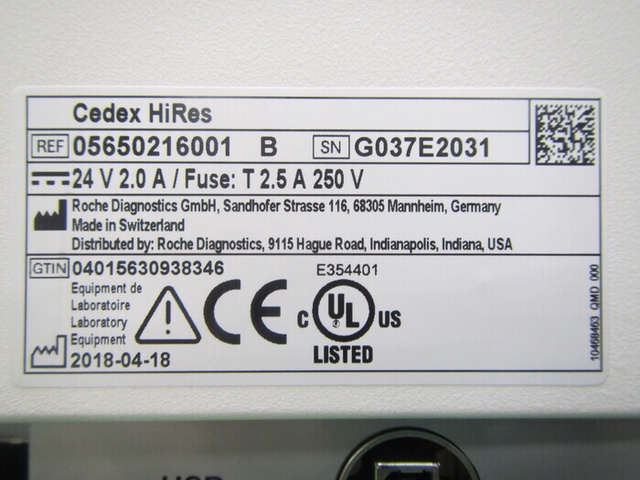 Cedex HiRes
REF 05650216001 B SN G037E2031
24 V 2.0 A / Fuse: T 2.5 A 250 V
Roche Diagnostics GmbH, Sandhofer Strasse 116, 68305 Mannheim, Germany
Made in Switzerland
Distributed by: Roche Diagnostics, 9115 Hague Road, Indianapolis, Indiana, USA
GTIN 04015630938346
Equipment de
Laboratoire
Laboratory
Equipment
2018-04-18
CE
E354401
C UL US
LISTED
10468463 QMD 000
USB